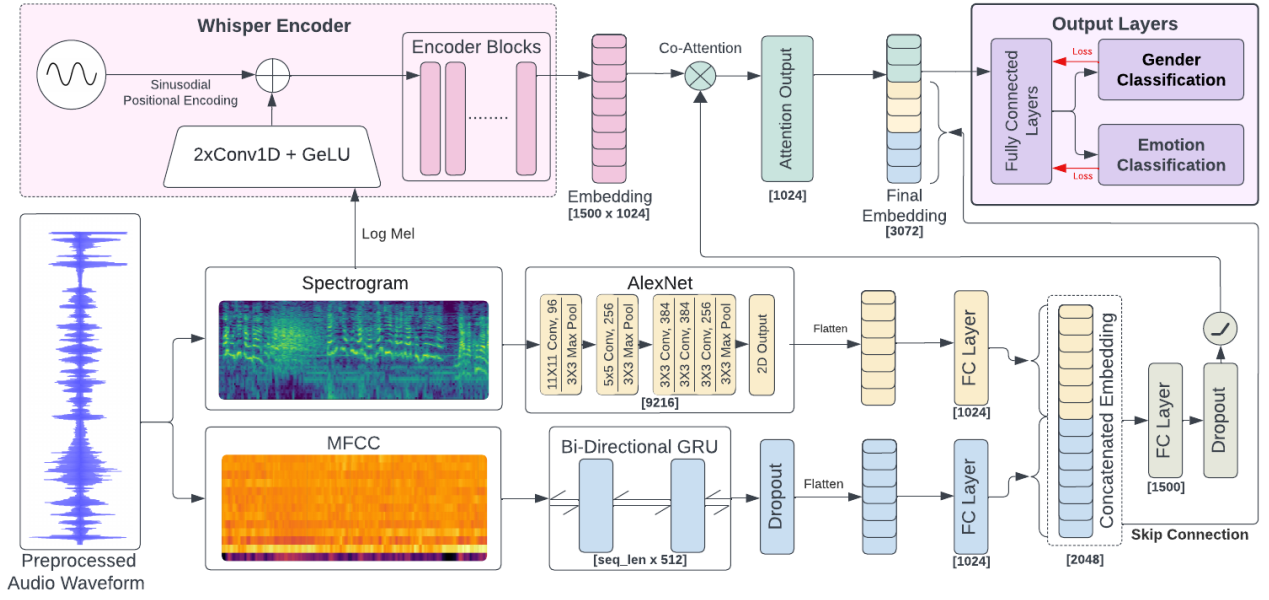 Whisper Encoder
Sinusodial
Positional Encoding
2xConv1D + GeLU
Encoder Blocks
........
Embedding
[1500 x 1024]
Co-Attention
Attention Output
[1024]
Final
Embedding
[3072]
Output Layers
Fully Connected
Layers
Loss
Gender
Classification
Loss
Emotion
Classification
Log Mel
Preprocessed
Audio Waveform
Spectrogram
AlexNet
11X11 Conv, 96
3X3 Max Pool
5x5 Conv, 256
3X3 Max Pool
3X3 Conv, 384
3X3 Conv, 384
3X3 Conv, 256
3X3 Max Pool
2D Output
[9216]
Flatten
FC Layer
[1024]
MFCC
Bi-Directional GRU
[seq_len x 512]
Dropout
Flatten
FC Layer
[1024]
Concatenated Embedding
[2048]
FC Layer
[1500]
Dropout
Skip Connection